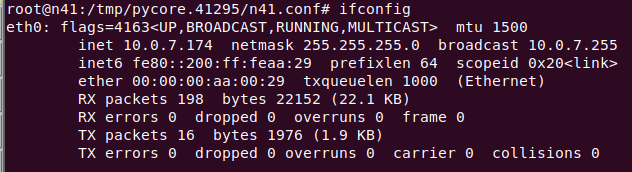 root@n41:/tmp/pycore.41295/n41.conf# ifconfig
eth0: flags=4163<UP,BROADCAST,RUNNING,MULTICAST>  mtu 1500
        inet 10.0.7.174  netmask 255.255.255.0  broadcast 10.0.7.255
        inet6 fe80::200:ff:feaa:29  prefixlen 64  scopeid 0x20<link>
        ether 00:00:00:aa:00:29  txqueuelen 1000  (Ethernet)
        RX packets 198  bytes 22152 (22.1 KB)
        RX errors 0  dropped 0  overruns 0  frame 0
        TX packets 16  bytes 1976 (1.9 KB)
        TX errors 0  dropped 0 overruns 0  carrier 0  collisions 0